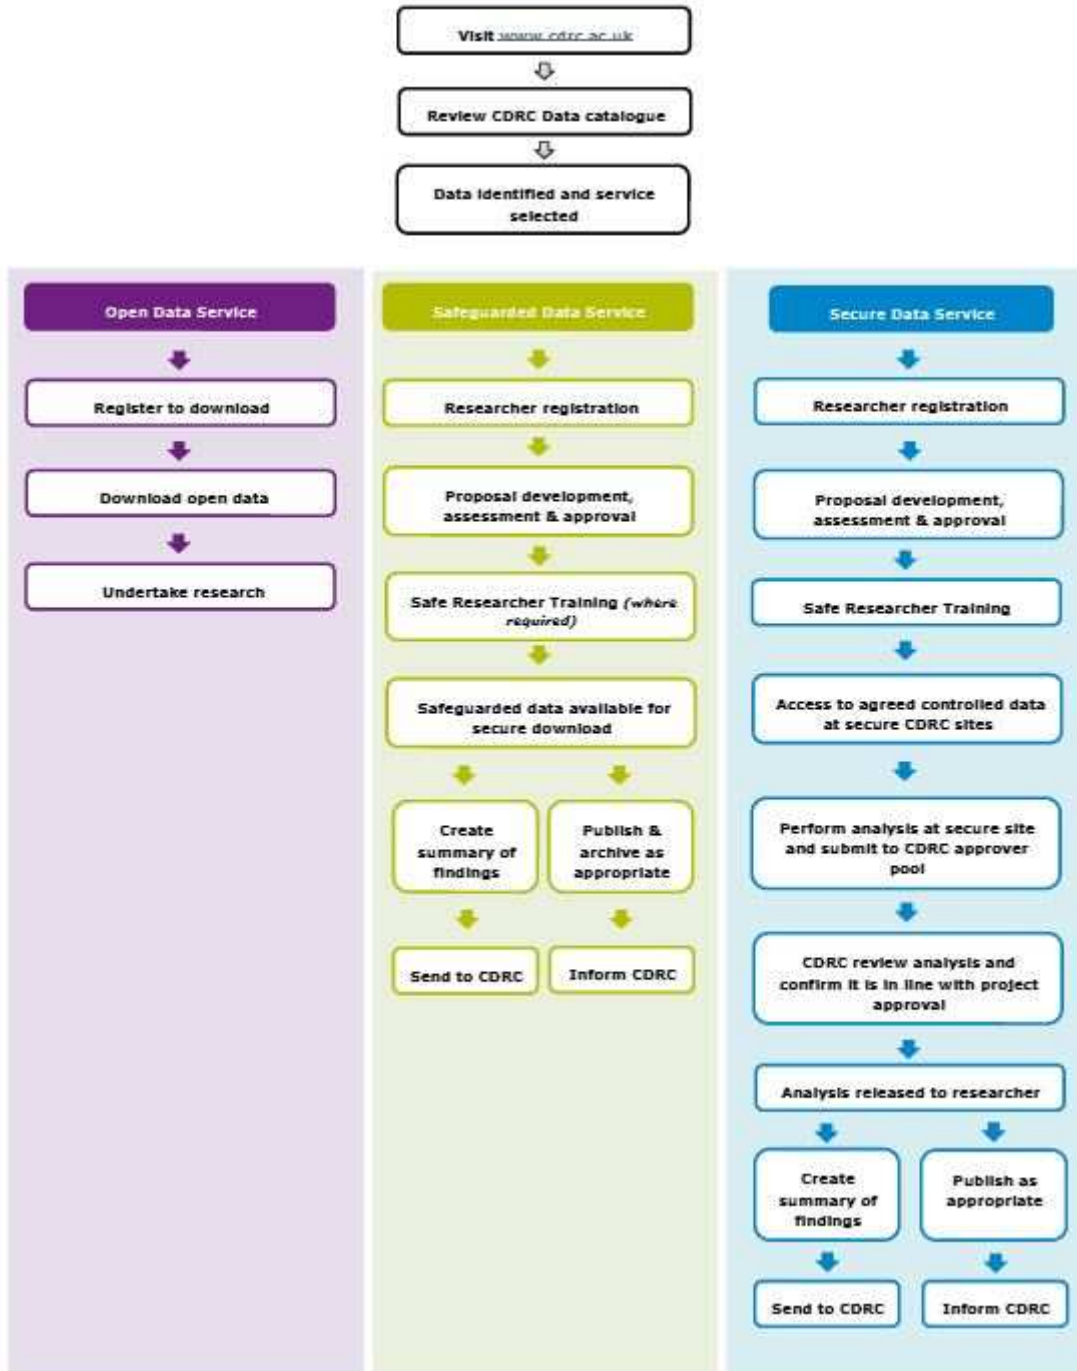 Visit www.cdrc.ac.uk
Review CDRC Data catalogue
Data identified and service
selected
Open Data Service
Register to download
Download open data
Undertake research
Safeguarded Data Service
Researcher registration
Proposal development,
assessment & approval
Safe Researcher Training (where
required)
Safeguarded data available for
secure download
Create
summary of
findings
Publish &
archive as
appropriate
Send to CDRC
Inform CDRC
Secure Data Service
Researcher registration
Proposal development,
assessment & approval
Safe Researcher Training
Access to agreed controlled data
at secure CDRC sites
Perform analysis at secure site
and submit to CDRC approver
pool
CDRC review analysis and
confirm it is in line with project
approval
Analysis released to researcher
Create
summary of
findings
Publish as
appropriate
Send to CDRC
Inform CDRC